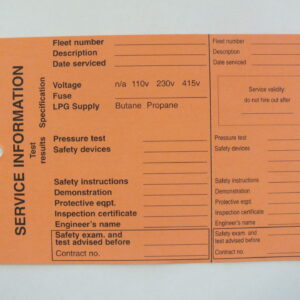 SERVICE INFORMATION
Specification
Test
results
Fleet number
Description
Date serviced
Voltage n/a 110v 230v 415v
Fuse
LPG Supply Butane Propane
Pressure test
Safety devices
Safety instructions
Demonstration
Protective eqpt.
Inspection certificate
Engineer's name
Safety exam. and
test advised before
Contract no.
Fleet number
Description
Date serviced
Service validity:
do not hire out after
Pressure test
Safety devices
Safety instructions
Demonstration
Protective eqpt.
Inspection certificate
Engineer's name
Safety exam. and
test advised before
Contract no.